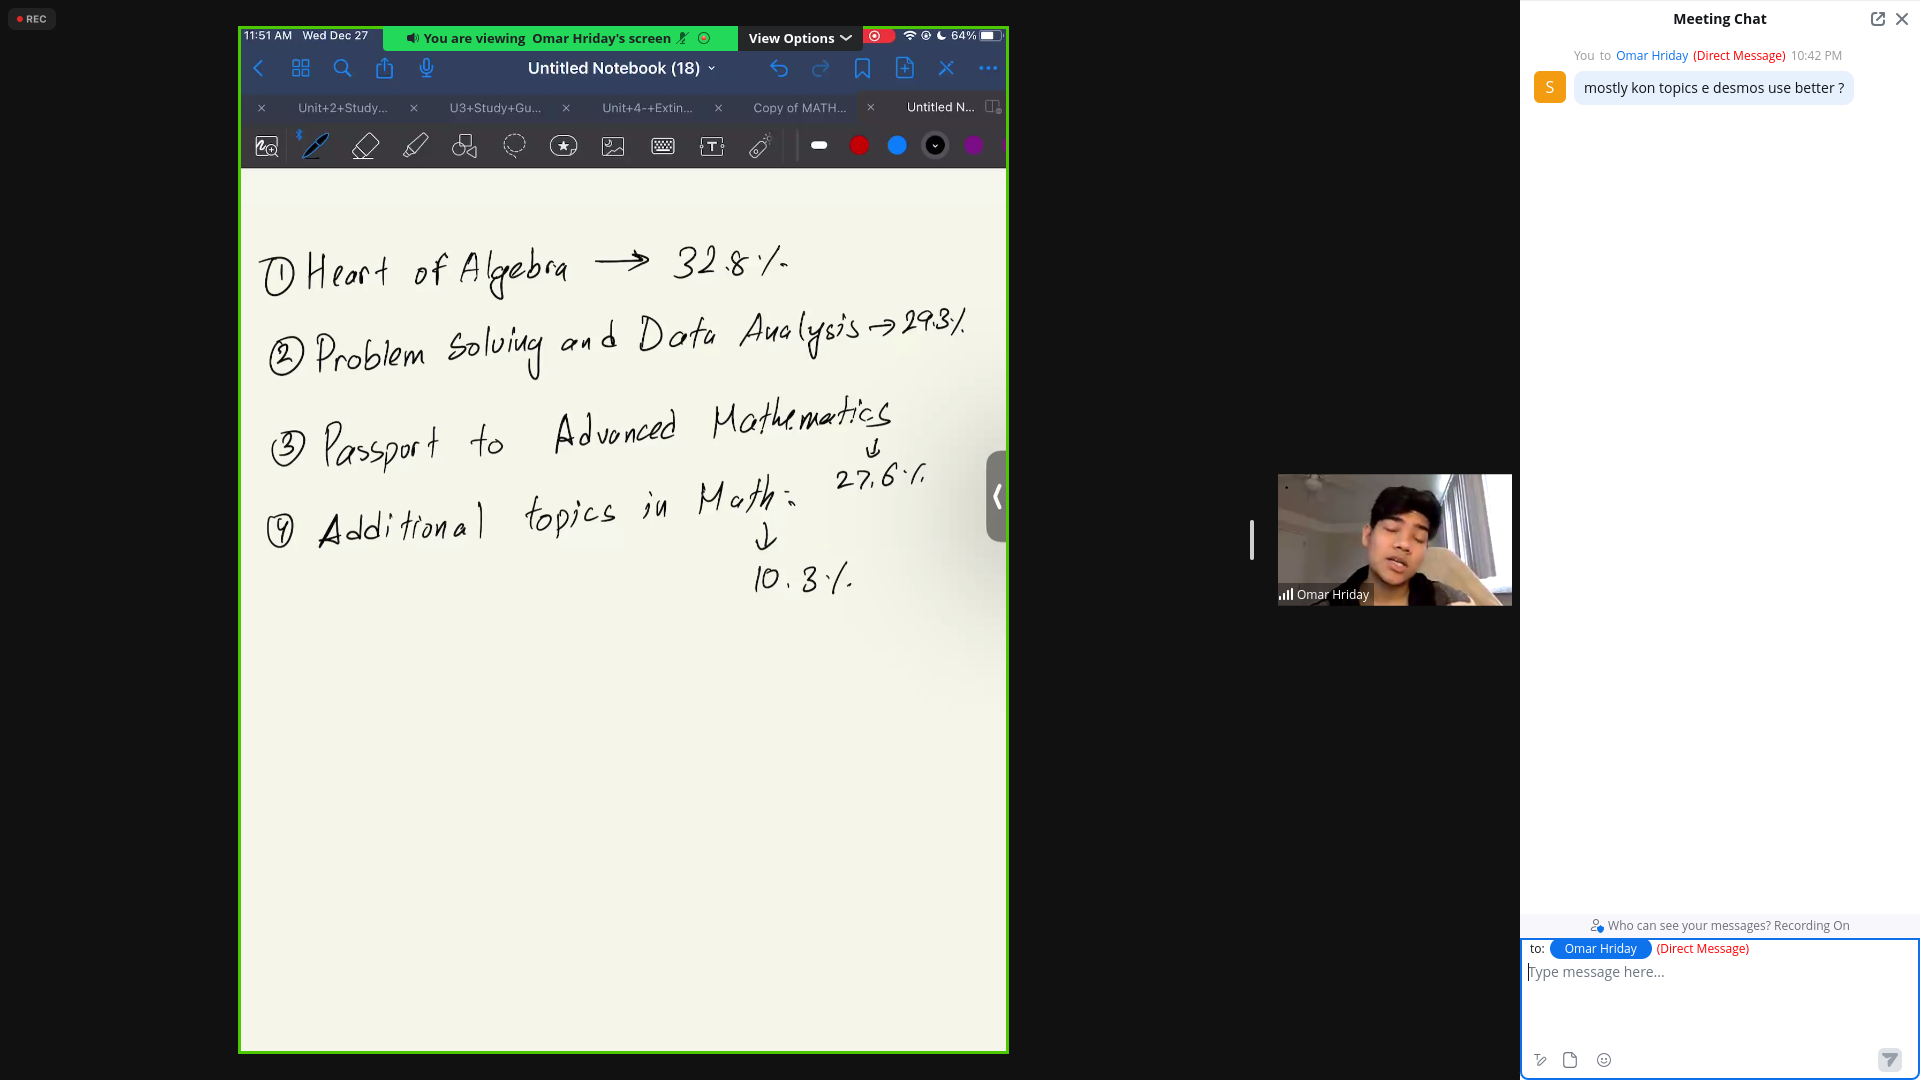 REC
11:51 AM Wed Dec 27
You are viewing Omar Hriday's screen
View Options
64%
Untitled Notebook (18)
Unit+2+Study...
U3+Study+Gu...
Unit+4-+Extin...
Copy of MATH...
Untitled N...
① Heart of Algebra → 32.8%
② Problem Solving and Data Analysis → 29.3%
③ Passport to Advanced Mathematics
↓
27.6%
④ Additional topics in Math:
↓
10.3%
Omar Hriday
Meeting Chat
You to Omar Hriday (Direct Message) 10:42 PM
S
mostly kon topics e desmos use better ?
Who can see your messages? Recording On
to: Omar Hriday (Direct Message)
Type message here...